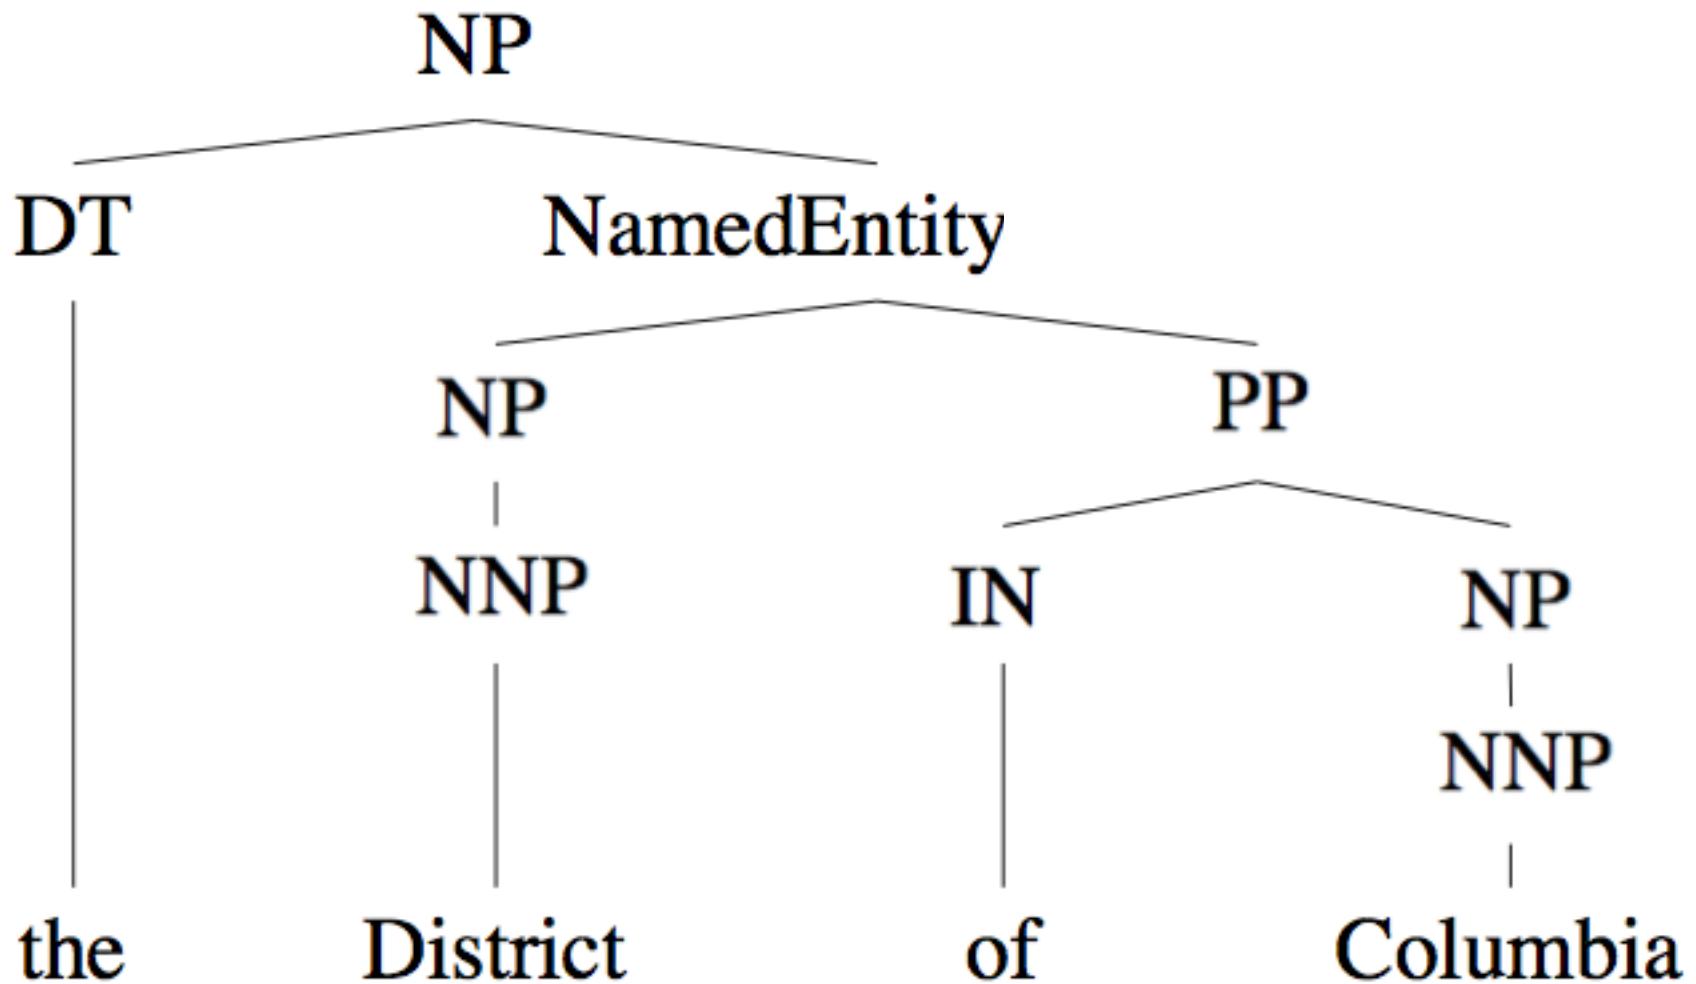 NP
DT NamedEntity
NP PP
NNP IN NP
NNP
the District of Columbia